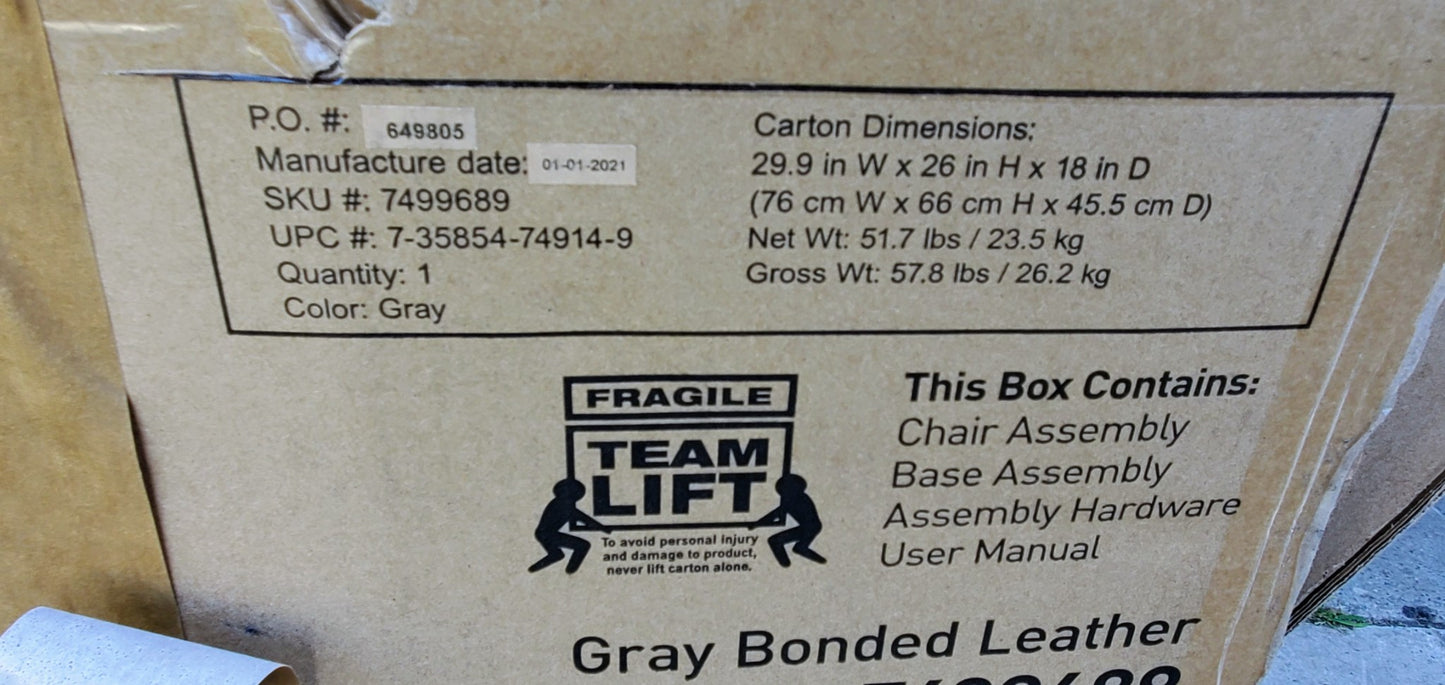 P.O. #: 649805
Manufacture date: 01-01-2021
SKU #: 7499689
UPC #: 7-35854-74914-9
Quantity: 1
Color: Gray
Carton Dimensions:
29.9 in W x 26 in H x 18 in D
(76 cm W x 66 cm H x 45.5 cm D)
Net Wt: 51.7 lbs / 23.5 kg
Gross Wt: 57.8 lbs / 26.2 kg
FRAGILE
TEAM
LIFT
To avoid personal injury
and damage to product,
never lift carton alone.
This Box Contains:
Chair Assembly
Base Assembly
Assembly Hardware
User Manual
Gray Bonded Leather